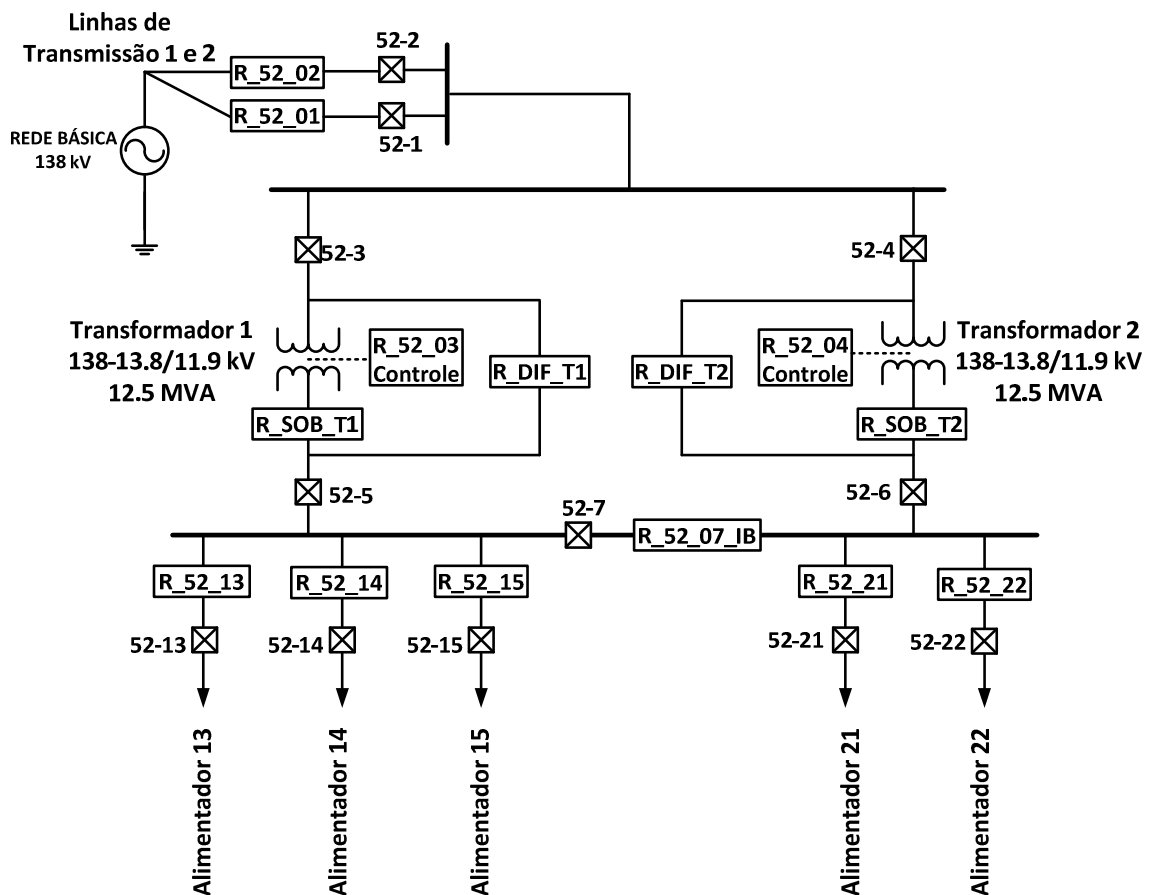 Linhas de
Transmissão 1 e 2
52-2
R_52_02
R_52_01
52-1
REDE BÁSICA
138 kV
52-3
52-4
Transformador 1
138-13.8/11.9 kV
12.5 MVA
R_52_03
Controle
R_DIF_T1
R_DIF_T2
R_52_04
Controle
Transformador 2
138-13.8/11.9 kV
12.5 MVA
R_SOB_T1
R_SOB_T2
52-5
52-6
52-7
R_52_07_IB
R_52_13
R_52_14
R_52_15
R_52_21
R_52_22
52-13
52-14
52-15
52-21
52-22
Alimentador 13
Alimentador 14
Alimentador 15
Alimentador 21
Alimentador 22